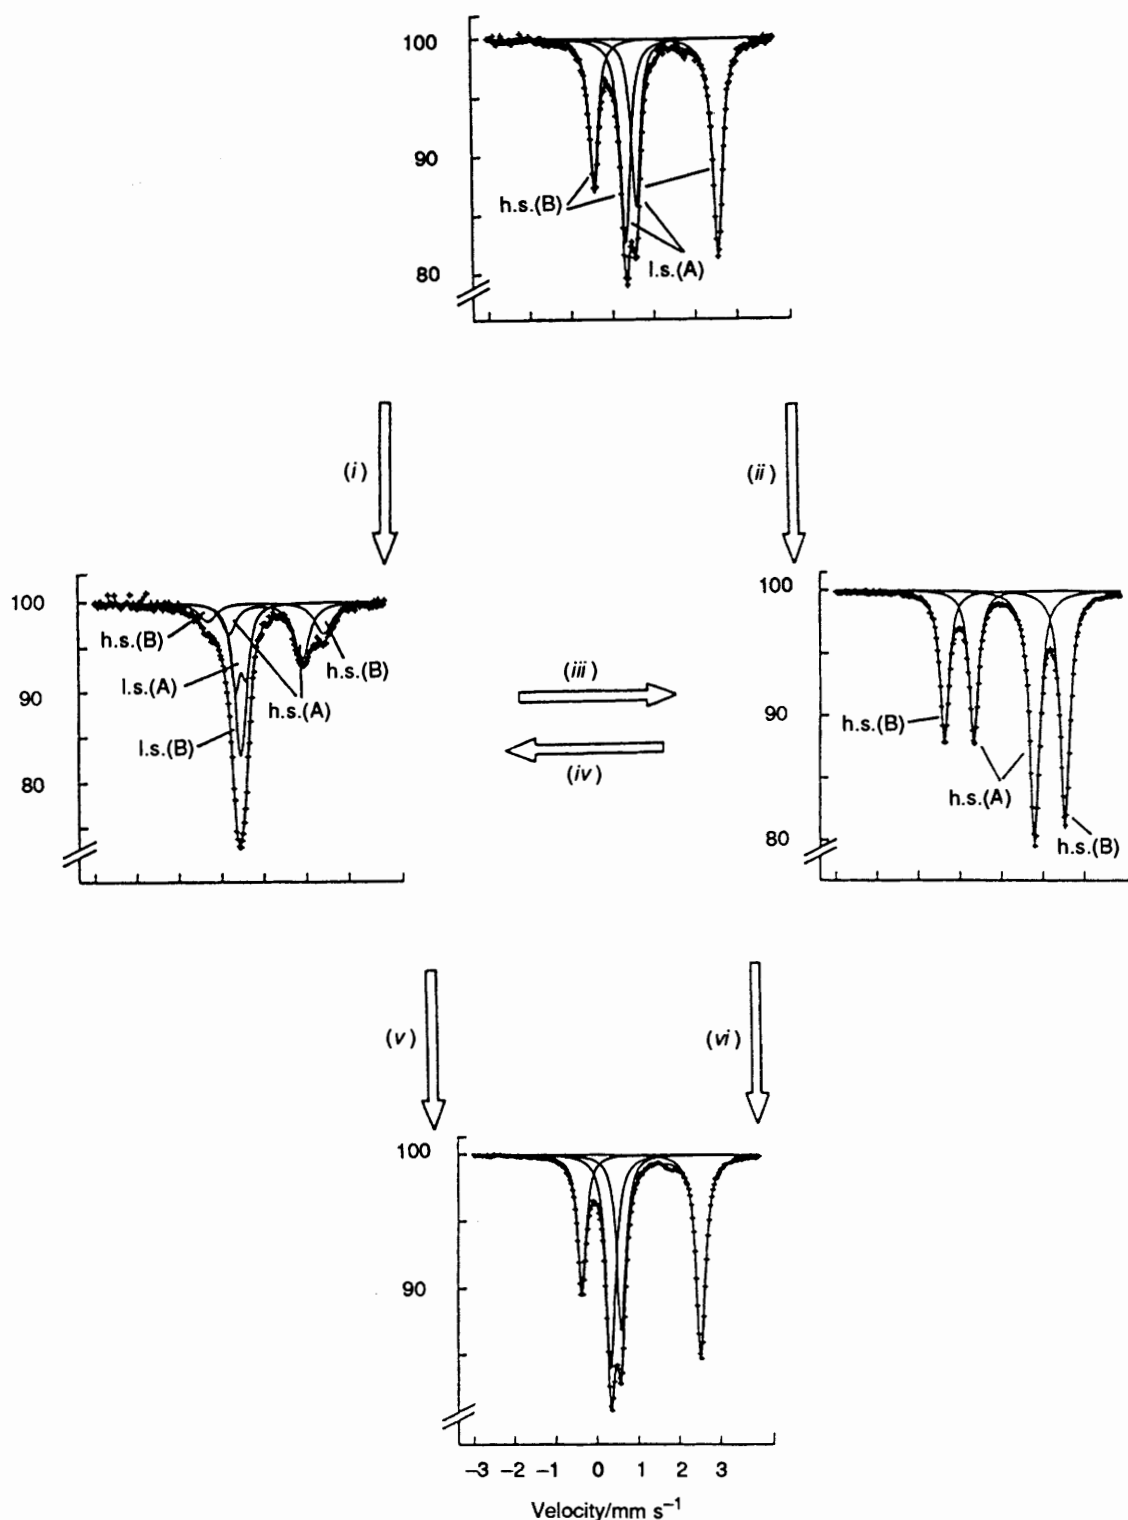 100
90
80
h.s.(B)
l.s.(A)
(i)
(ii)
100
90
80
h.s.(B)
l.s.(A)
l.s.(B)
h.s.(A)
h.s.(B)
(iii)
(iv)
100
90
80
h.s.(B)
h.s.(A)
h.s.(B)
(v)
(vi)
100
90
−3 −2 −1 0 1 2 3
Velocity/mm s⁻¹